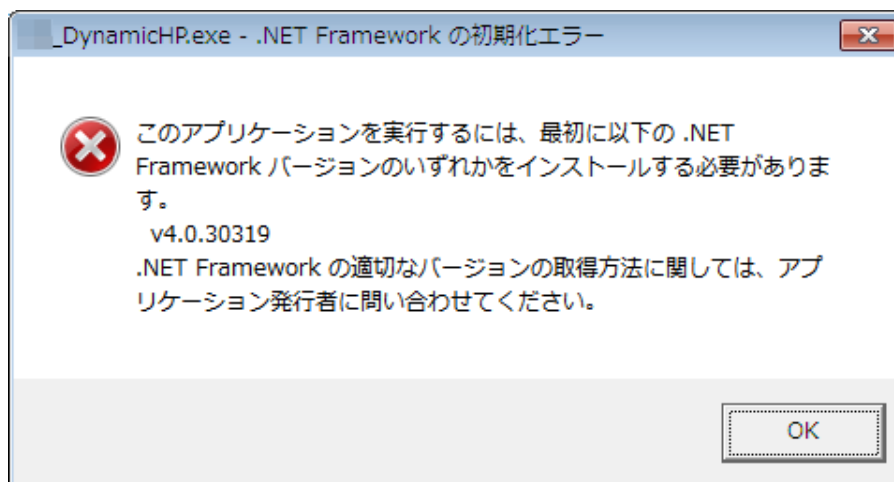 _DynamicHP.exe - .NET Framework の初期化エラー
このアプリケーションを実行するには、最初に以下の .NET
Framework バージョンのいずれかをインストールする必要がありま
す。
v4.0.30319
.NET Framework の適切なバージョンの取得方法に関しては、アプ
リケーション発行者に問い合わせてください。
OK